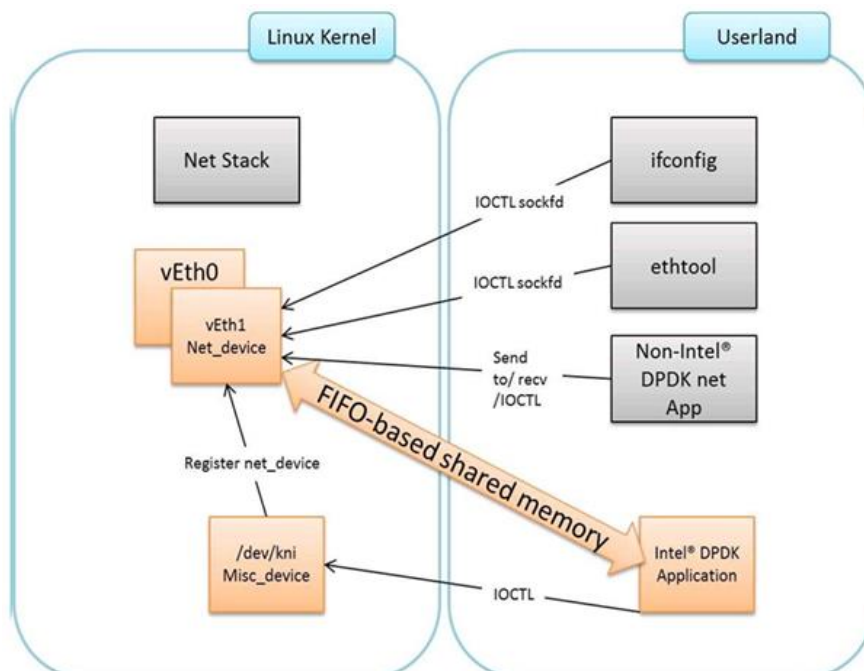 Linux Kernel
Userland
Net Stack
ifconfig
IOCTL sockfd
vEth0
ethtool
IOCTL sockfd
vEth1
Net_device
Send
to/ recv
/IOCTL
Non-Intel®
DPDK net
App
FIFO-based shared memory
Register net_device
/dev/kni
Misc_device
Intel® DPDK
Application
IOCTL